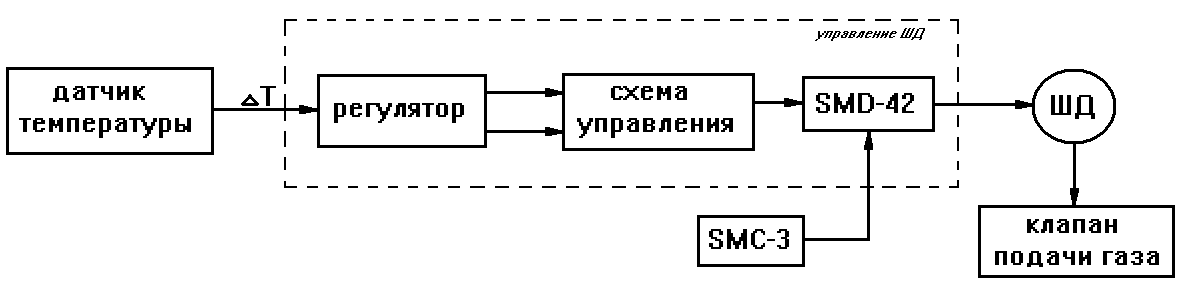 управление ШД
датчик
температуры
ΔT
регулятор
схема
управления
SMD-42
ШД
SMC-3
клапан
подачи газа